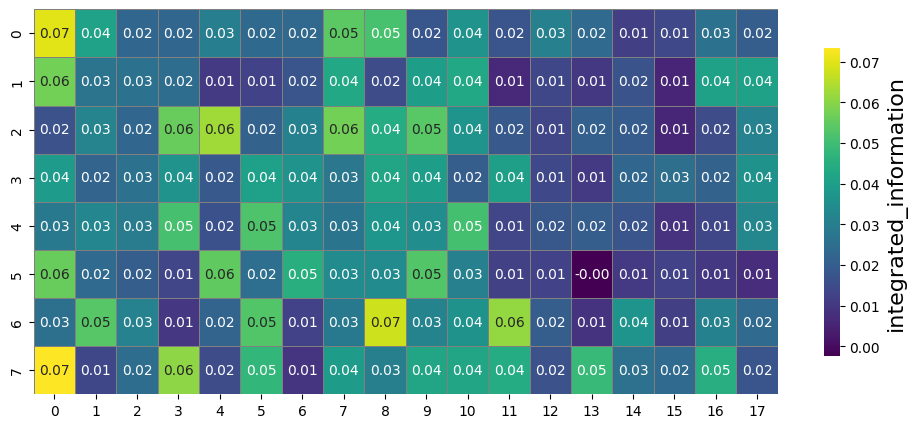 0 0.07 0.04 0.02 0.02 0.03 0.02 0.02 0.05 0.05 0.02 0.04 0.02 0.03 0.02 0.01 0.01 0.03 0.02
1 0.06 0.03 0.03 0.02 0.01 0.01 0.02 0.04 0.02 0.04 0.04 0.01 0.01 0.01 0.02 0.01 0.04 0.04
2 0.02 0.03 0.02 0.06 0.06 0.02 0.03 0.06 0.04 0.05 0.04 0.02 0.01 0.02 0.02 0.01 0.02 0.03
3 0.04 0.02 0.03 0.04 0.02 0.04 0.04 0.03 0.04 0.04 0.02 0.04 0.01 0.01 0.02 0.03 0.02 0.04
4 0.03 0.03 0.03 0.05 0.02 0.05 0.03 0.03 0.04 0.03 0.05 0.01 0.02 0.02 0.02 0.01 0.01 0.03
5 0.06 0.02 0.02 0.01 0.06 0.02 0.05 0.03 0.03 0.05 0.03 0.01 0.01 -0.00 0.01 0.01 0.01 0.01
6 0.03 0.05 0.03 0.01 0.02 0.05 0.01 0.03 0.07 0.03 0.04 0.06 0.02 0.01 0.04 0.01 0.03 0.02
7 0.07 0.01 0.02 0.06 0.02 0.05 0.01 0.04 0.03 0.04 0.04 0.04 0.02 0.05 0.03 0.02 0.05 0.02
0 1 2 3 4 5 6 7 8 9 10 11 12 13 14 15 16 17
0.07
0.06
0.05
0.04
0.03
0.02
0.01
0.00
integrated_information